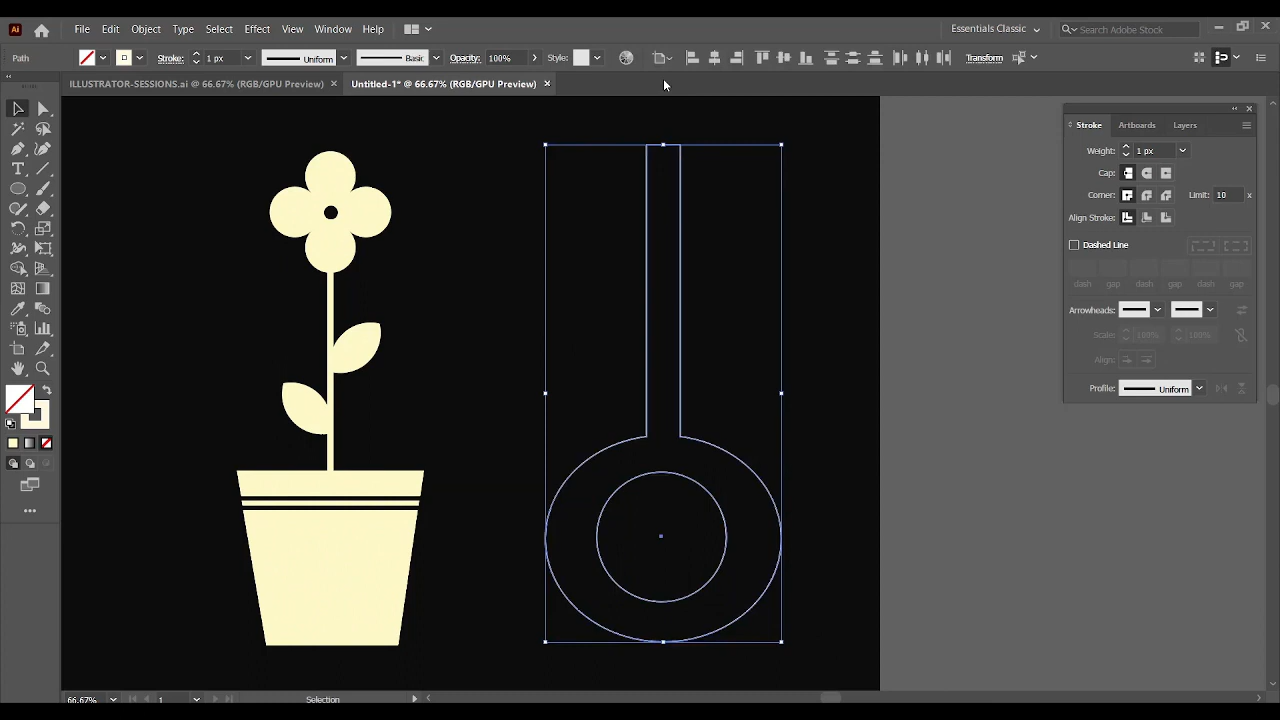 Ai File Edit Object Type Select Effect View Window Help Essentials Classic Search Adobe Stock
Path Stroke: 1 px Uniform Basic Opacity: 100% Style: Transform
ILLUSTRATOR-SESSIONS.ai @ 66.67% (RGB/GPU Preview) Untitled-1* @ 66.67% (RGB/GPU Preview)
Stroke Artboards Layers
Weight: 1 px
Cap:
Corner: Limit: 10 x
Align Stroke:
Dashed Line
dash gap dash gap dash gap
Arrowheads:
Scale: 100% 100%
Align:
Profile: Uniform
66.67% 1 Selection